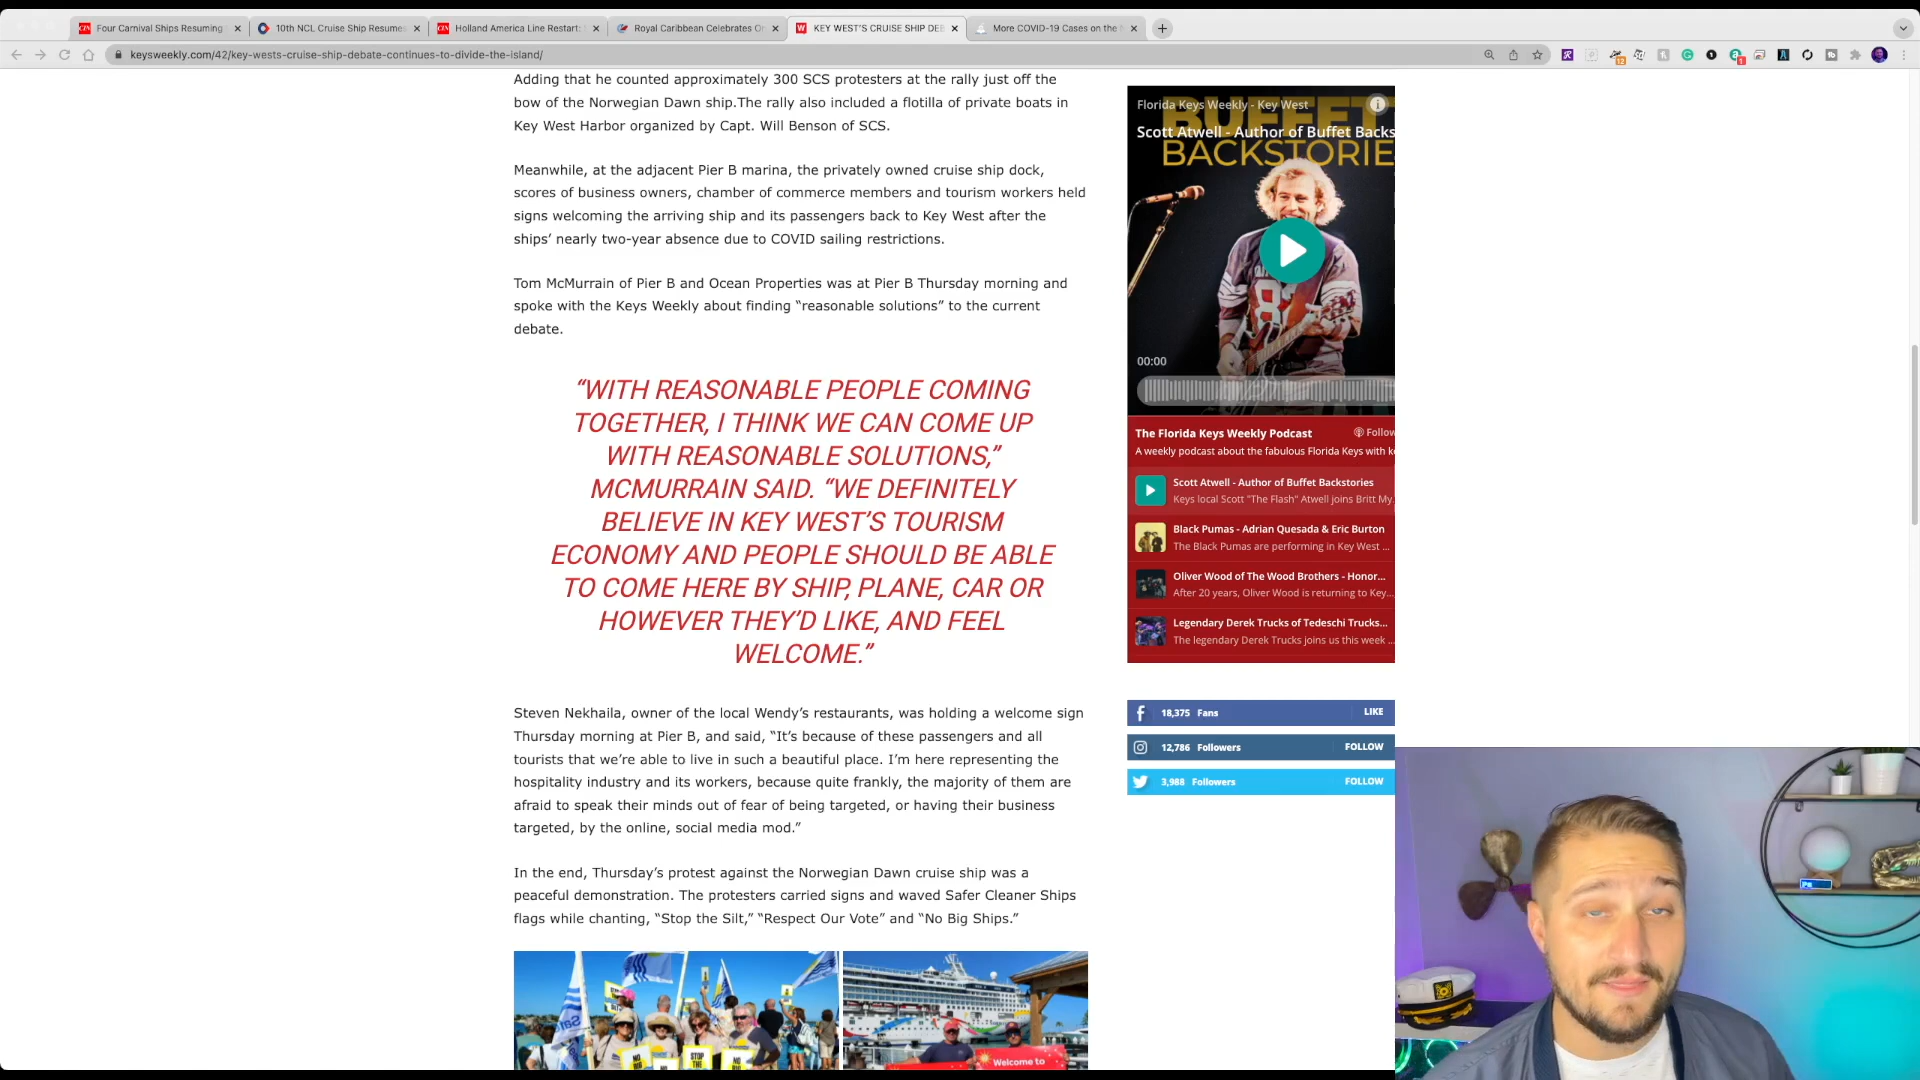 Four Carnival Ships Resuming
10th NCL Cruise Ship Resumes
Holland America Line Restart:
Royal Caribbean Celebrates On
KEY WEST'S CRUISE SHIP DEB
More COVID-19 Cases on the
keysweekly.com/42/key-wests-cruise-ship-debate-continues-to-divide-the-island/
Adding that he counted approximately 300 SCS protesters at the rally just off the
bow of the Norwegian Dawn ship.The rally also included a flotilla of private boats in
Key West Harbor organized by Capt. Will Benson of SCS.
Meanwhile, at the adjacent Pier B marina, the privately owned cruise ship dock,
scores of business owners, chamber of commerce members and tourism workers held
signs welcoming the arriving ship and its passengers back to Key West after the
ships’ nearly two-year absence due to COVID sailing restrictions.
Tom McMurrain of Pier B and Ocean Properties was at Pier B Thursday morning and
spoke with the Keys Weekly about finding “reasonable solutions” to the current
debate.
“WITH REASONABLE PEOPLE COMING
TOGETHER, I THINK WE CAN COME UP
WITH REASONABLE SOLUTIONS,”
MCMURRAIN SAID. “WE DEFINITELY
BELIEVE IN KEY WEST’S TOURISM
ECONOMY AND PEOPLE SHOULD BE ABLE
TO COME HERE BY SHIP, PLANE, CAR OR
HOWEVER THEY’D LIKE, AND FEEL
WELCOME.”
Steven Nekhaila, owner of the local Wendy’s restaurants, was holding a welcome sign
Thursday morning at Pier B, and said, “It’s because of these passengers and all
tourists that we’re able to live in such a beautiful place. I’m here representing the
hospitality industry and its workers, because quite frankly, the majority of them are
afraid to speak their minds out of fear of being targeted, or having their business
targeted, by the online, social media mod.”
In the end, Thursday’s protest against the Norwegian Dawn cruise ship was a
peaceful demonstration. The protesters carried signs and waved Safer Cleaner Ships
flags while chanting, “Stop the Silt,” “Respect Our Vote” and “No Big Ships.”
STOP
Welcome to
Florida Keys Weekly - Key West
BUFFET
Scott Atwell - Author of Buffet Backs
BACKSTORIE
00:00
The Florida Keys Weekly Podcast
Follow
A weekly podcast about the fabulous Florida Keys with k
Scott Atwell - Author of Buffet Backstories
Keys local Scott "The Flash" Atwell joins Britt My...
Black Pumas - Adrian Quesada & Eric Burton
The Black Pumas are performing in Key West ...
Oliver Wood of The Wood Brothers - Honor...
After 20 years, Oliver Wood is returning to Key...
Legendary Derek Trucks of Tedeschi Trucks...
The legendary Derek Trucks joins us this week ...
18,375 Fans LIKE
12,786 Followers FOLLOW
3,988 Followers FOLLOW